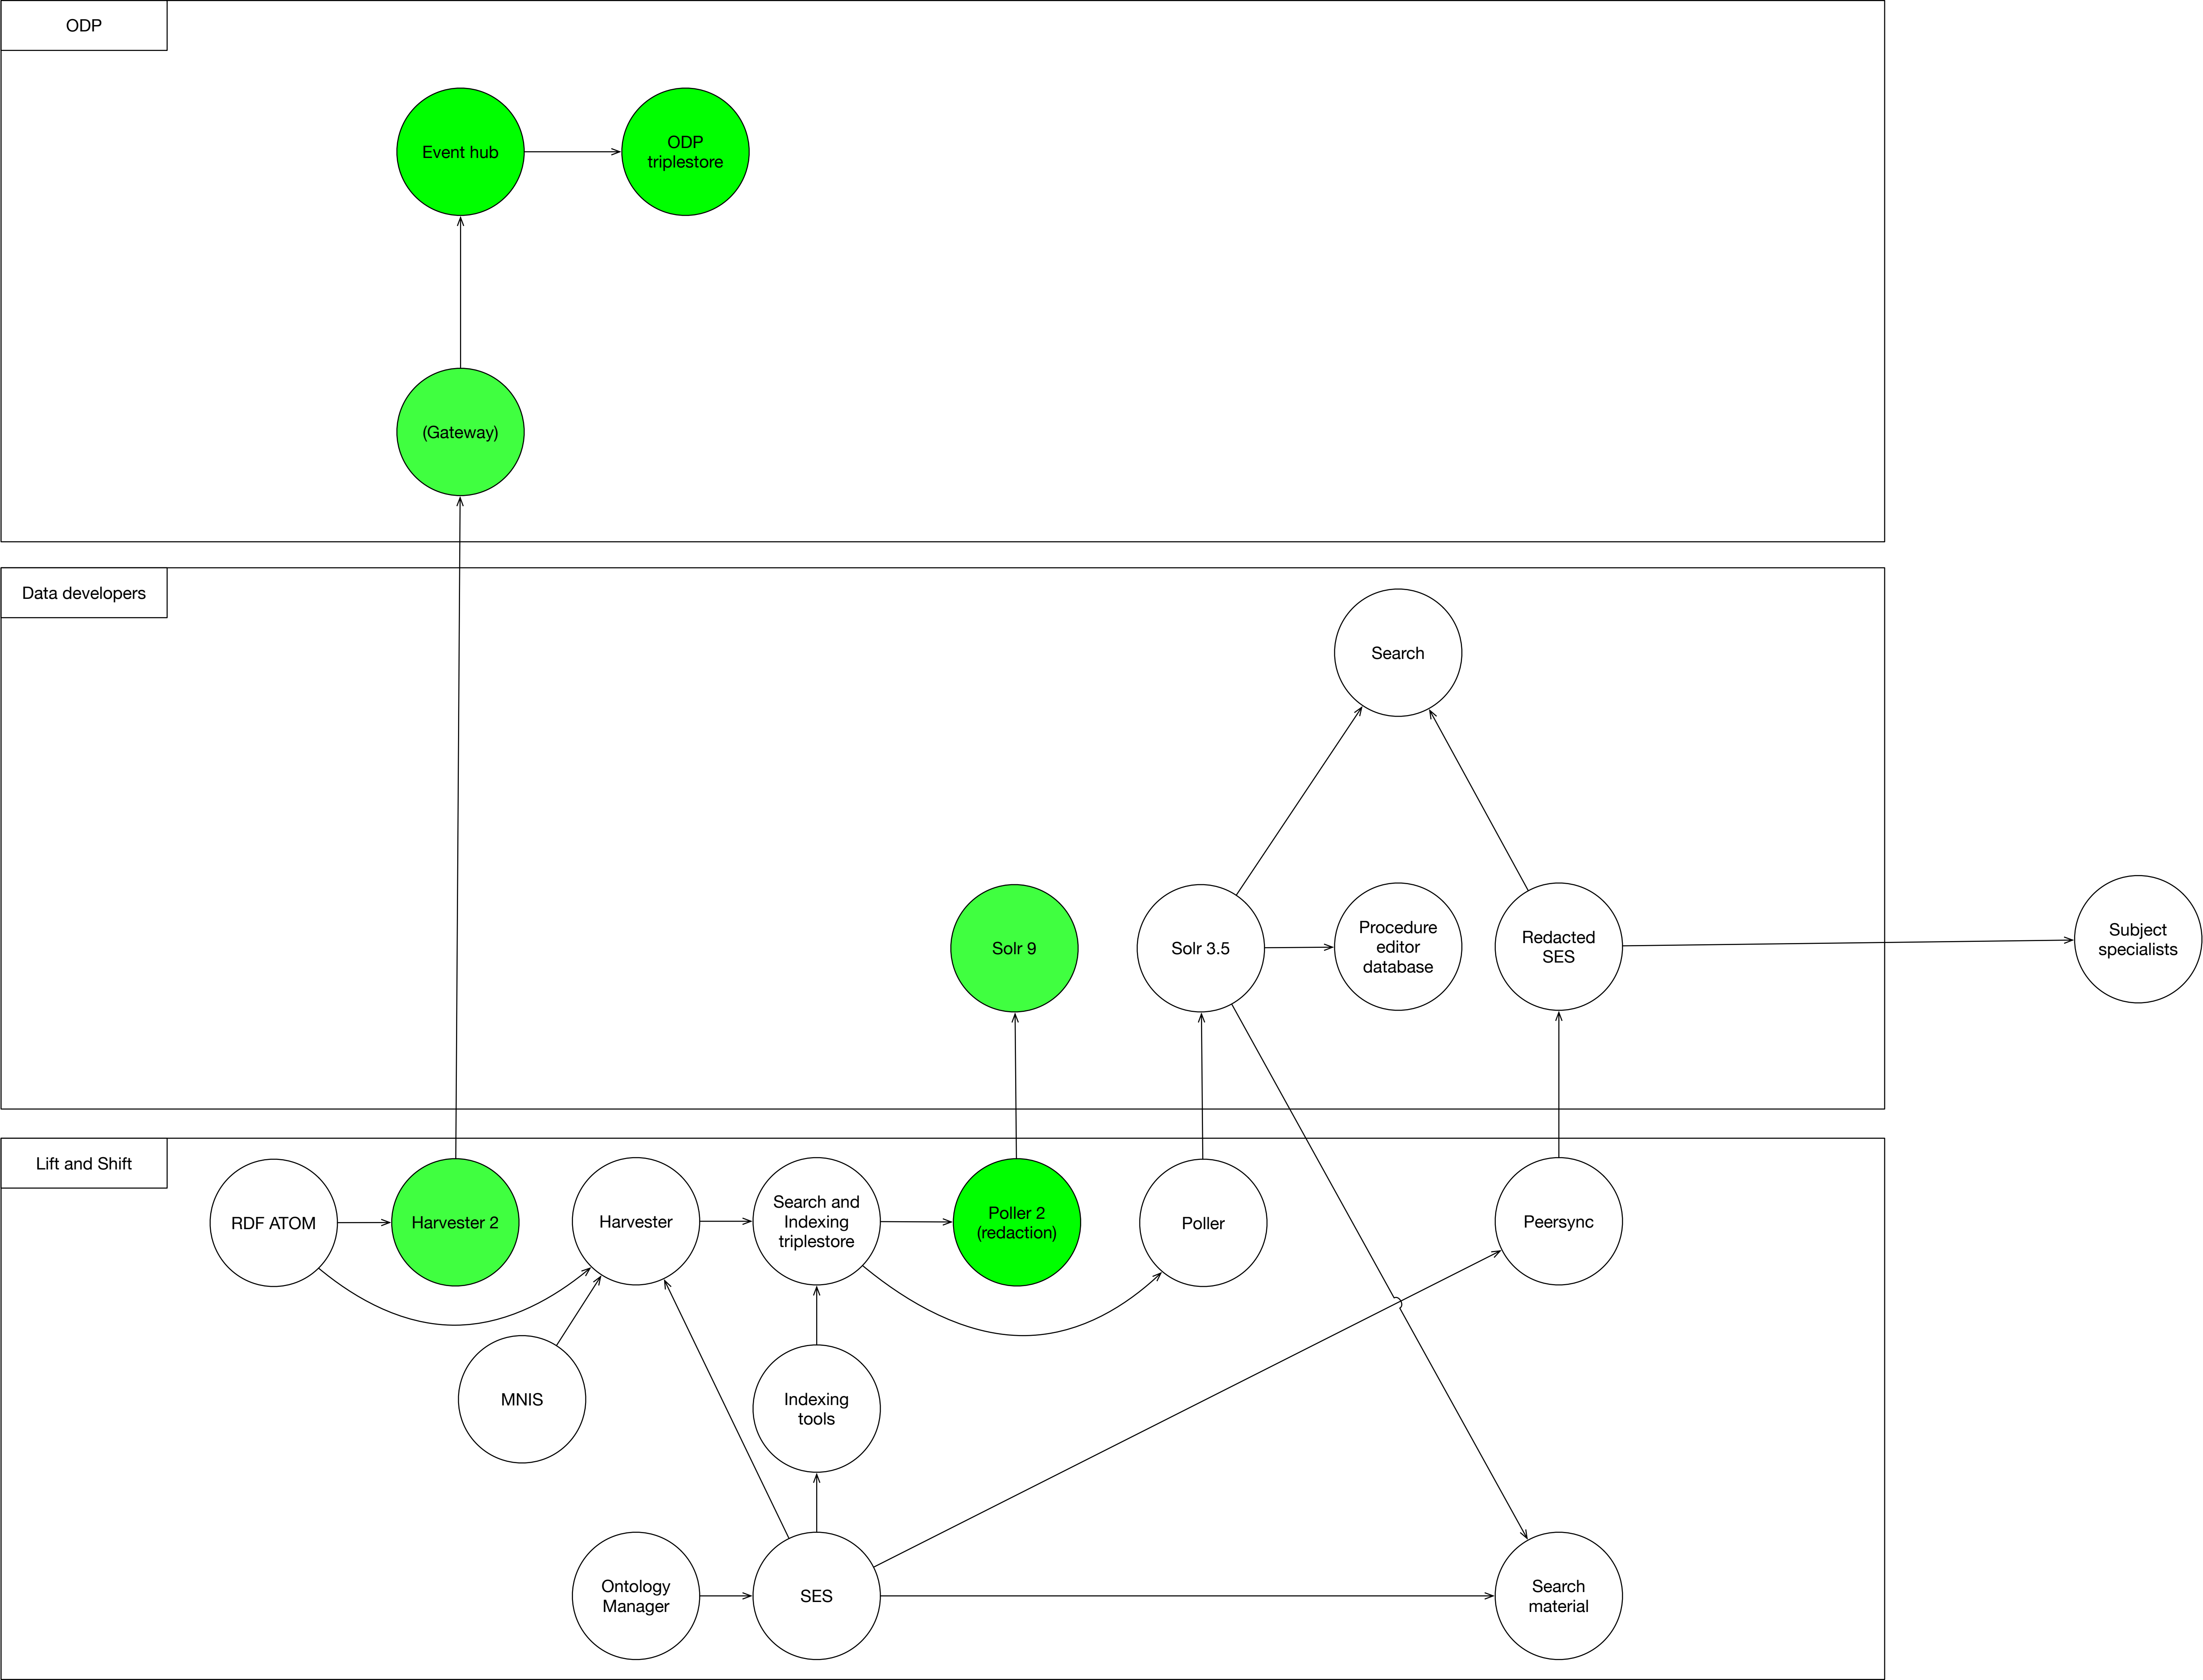 ODP
Event hub
ODP
triplestore
(Gateway)
Data developers
Search
Solr 9
Solr 3.5
Procedure
editor
database
Redacted
SES
Subject
specialists
Lift and Shift
RDF ATOM
Harvester 2
Harvester
Search and
Indexing
triplestore
Poller 2
(redaction)
Poller
Peersync
MNIS
Indexing
tools
Ontology
Manager
SES
Search
material